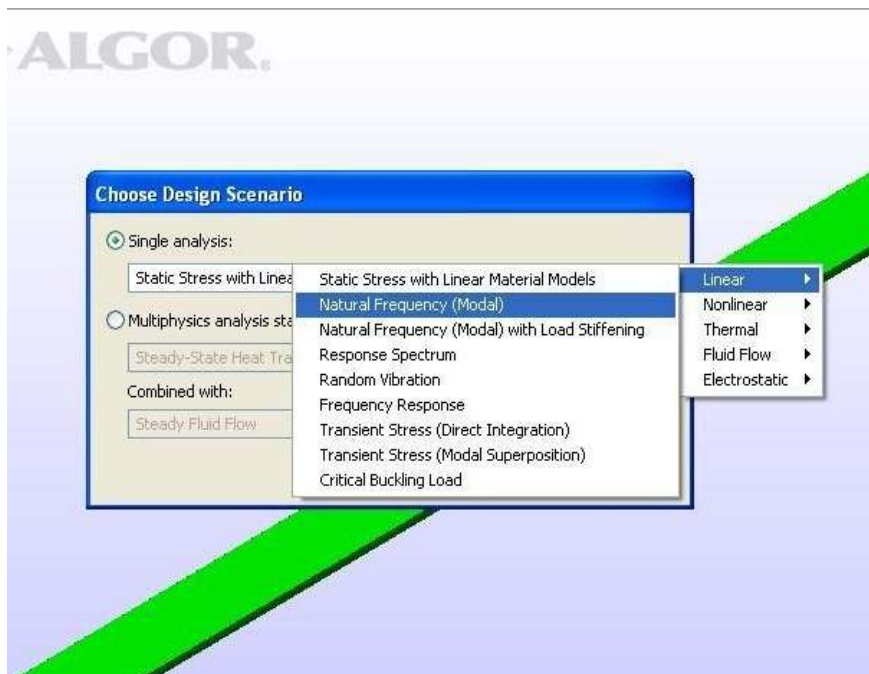 ALGOR®
Choose Design Scenario
Single analysis:
Static Stress with Linea
Multiphysics analysis sta
Steady-State Heat Tra
Combined with:
Steady Fluid Flow
Static Stress with Linear Material Models
Natural Frequency (Modal)
Natural Frequency (Modal) with Load Stiffening
Response Spectrum
Random Vibration
Frequency Response
Transient Stress (Direct Integration)
Transient Stress (Modal Superposition)
Critical Buckling Load
Linear
Nonlinear
Thermal
Fluid Flow
Electrostatic